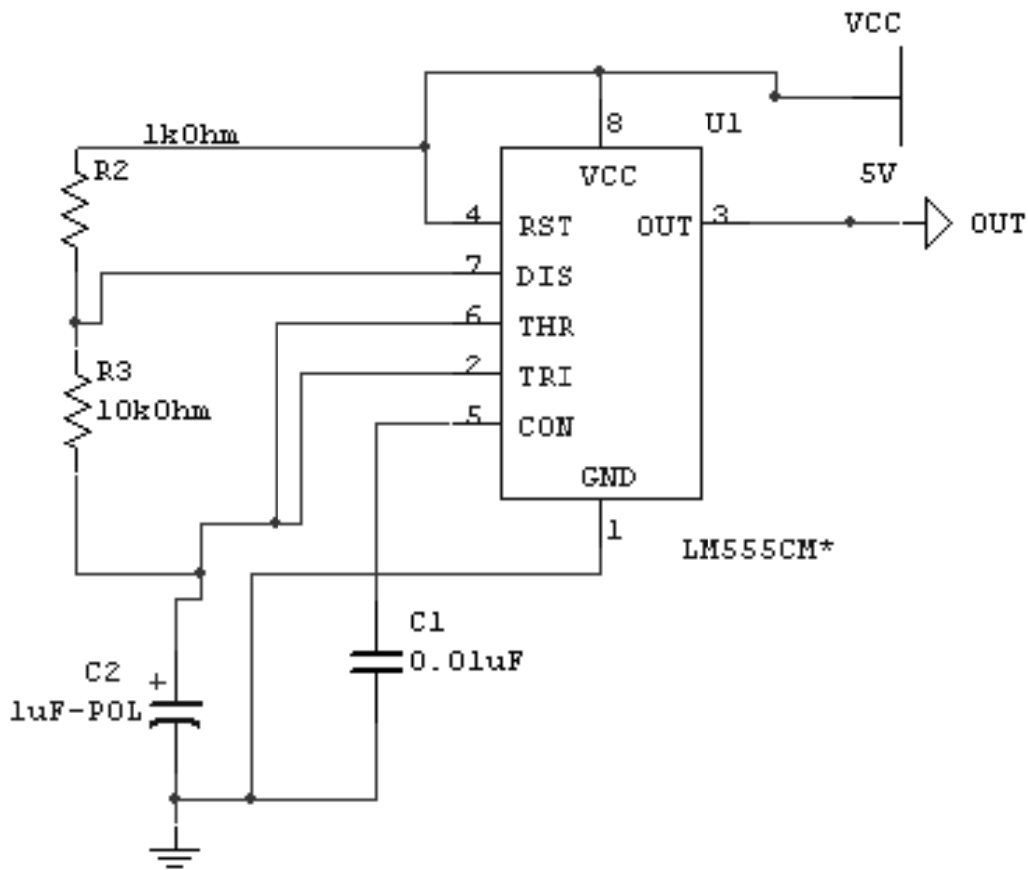 VCC
8
U1
1kOhm
R2
VCC
5V
4
RST
OUT
3
OUT
7
DIS
6
THR
R3
2
TRI
10kOhm
5
CON
GND
1
LM555CM*
C1
0.01uF
C2
+
1uF-POL